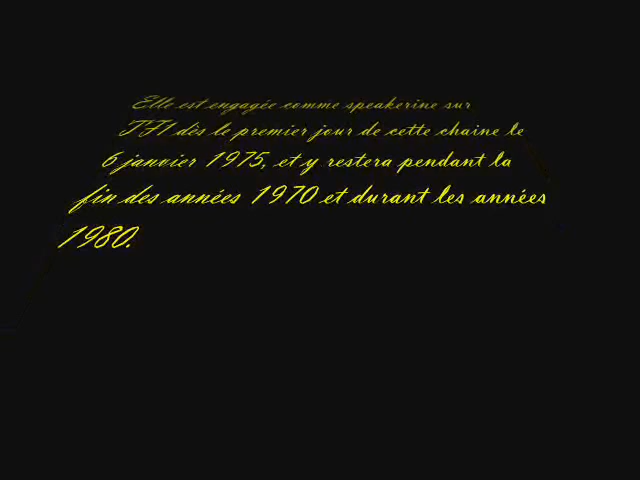 Elle est engagée comme speakerine sur
TF1 dès le premier jour de cette chaine le
6 janvier 1975, et y restera pendant la
fin des années 1970 et durant les années
1980.